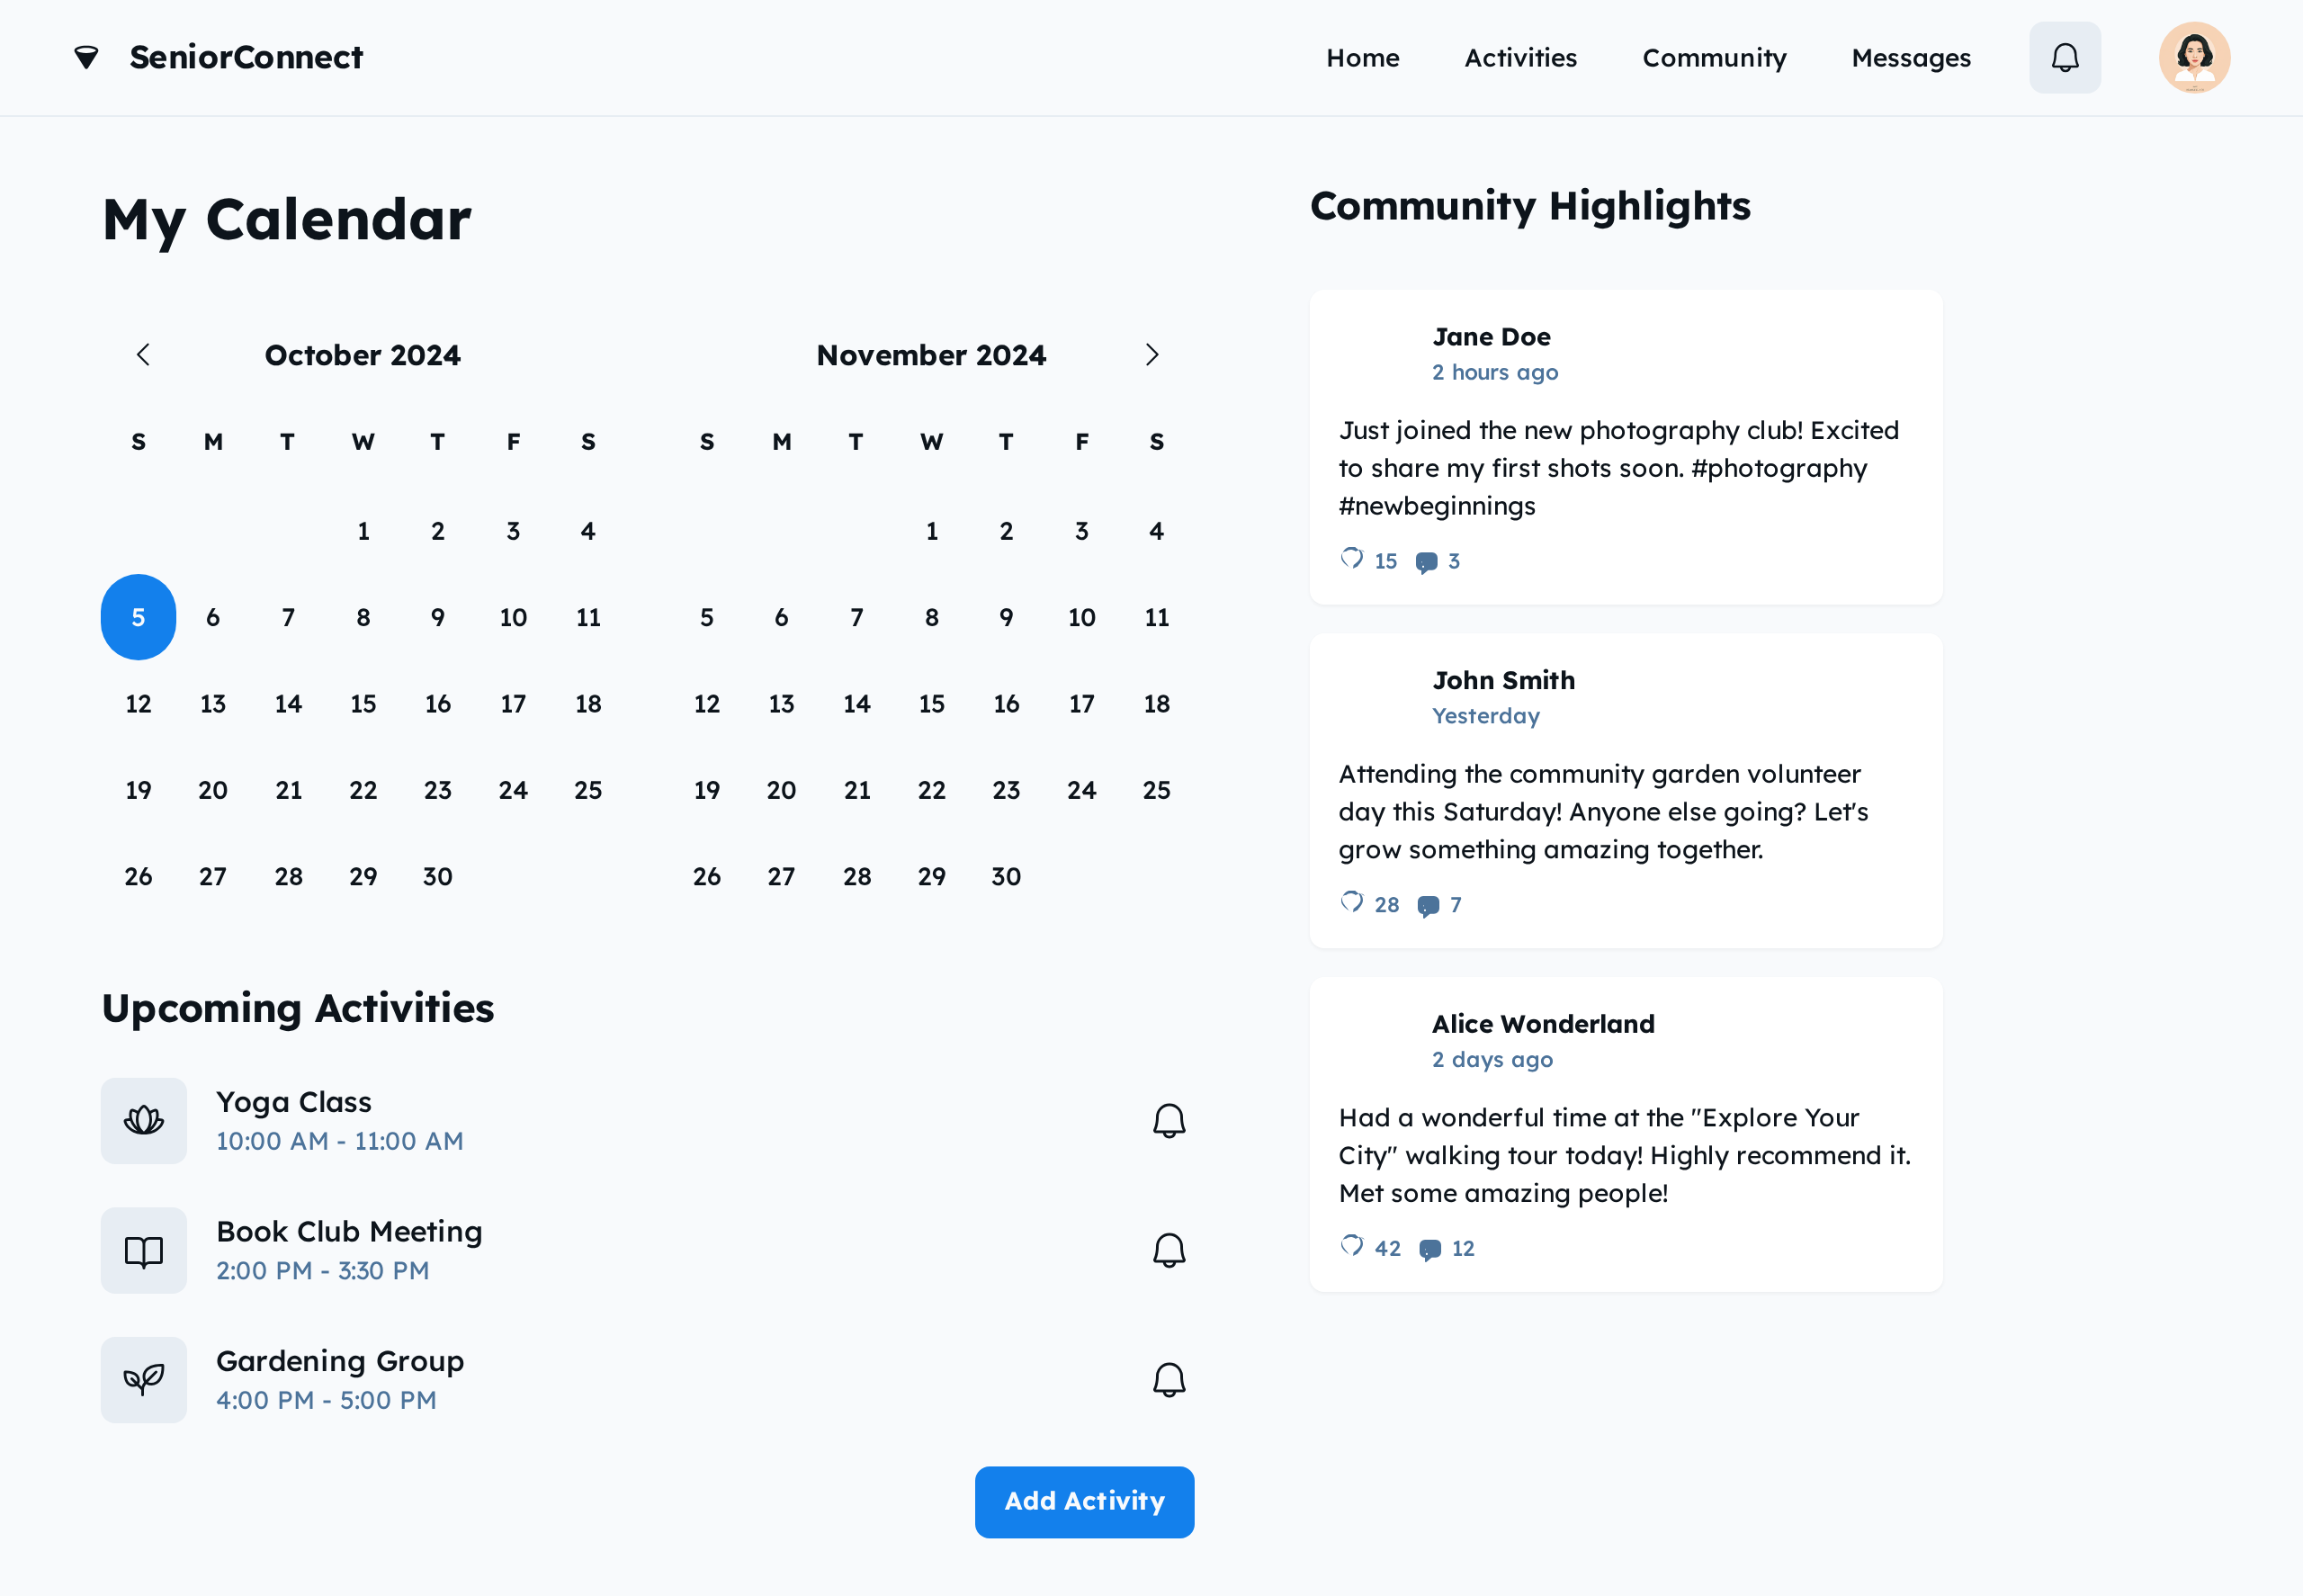 SeniorConnect
Home Activities Community Messages
My Calendar
October 2024
S M T W T F S
1 2 3 4
5 6 7 8 9 10 11
12 13 14 15 16 17 18
19 20 21 22 23 24 25
26 27 28 29 30
November 2024
S M T W T F S
1 2 3 4
5 6 7 8 9 10 11
12 13 14 15 16 17 18
19 20 21 22 23 24 25
26 27 28 29 30
Upcoming Activities
Yoga Class
10:00 AM - 11:00 AM
Book Club Meeting
2:00 PM - 3:30 PM
Gardening Group
4:00 PM - 5:00 PM
Add Activity
Community Highlights
Jane Doe
2 hours ago
Just joined the new photography club! Excited
to share my first shots soon. #photography
#newbeginnings
15 3
John Smith
Yesterday
Attending the community garden volunteer
day this Saturday! Anyone else going? Let's
grow something amazing together.
28 7
Alice Wonderland
2 days ago
Had a wonderful time at the "Explore Your
City" walking tour today! Highly recommend it.
Met some amazing people!
42 12